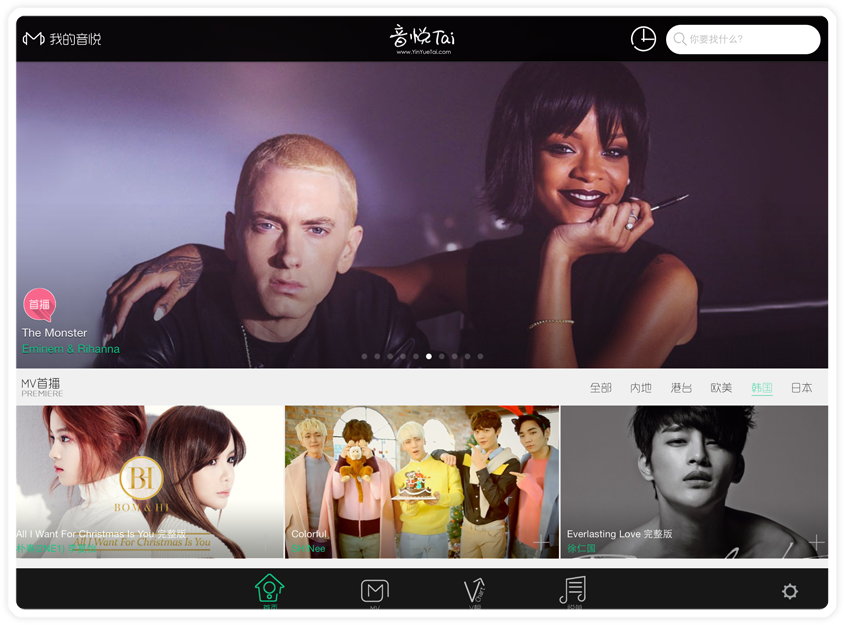 我的音悦
音悦Tai
www.YinYueTai.com
你要找什么?
首播
The Monster
Eminem & Rihanna
MV首播
PREMIERE
全部 内地 港台 欧美 韩国 日本
BH
BOM & HI
All I Want For Christmas Is You
All I Want For Christmas Is You 完整版
Colorful
SHINee
Everlasting Love 完整版
徐仁国
首页
MV
V Chart
V榜
悦单